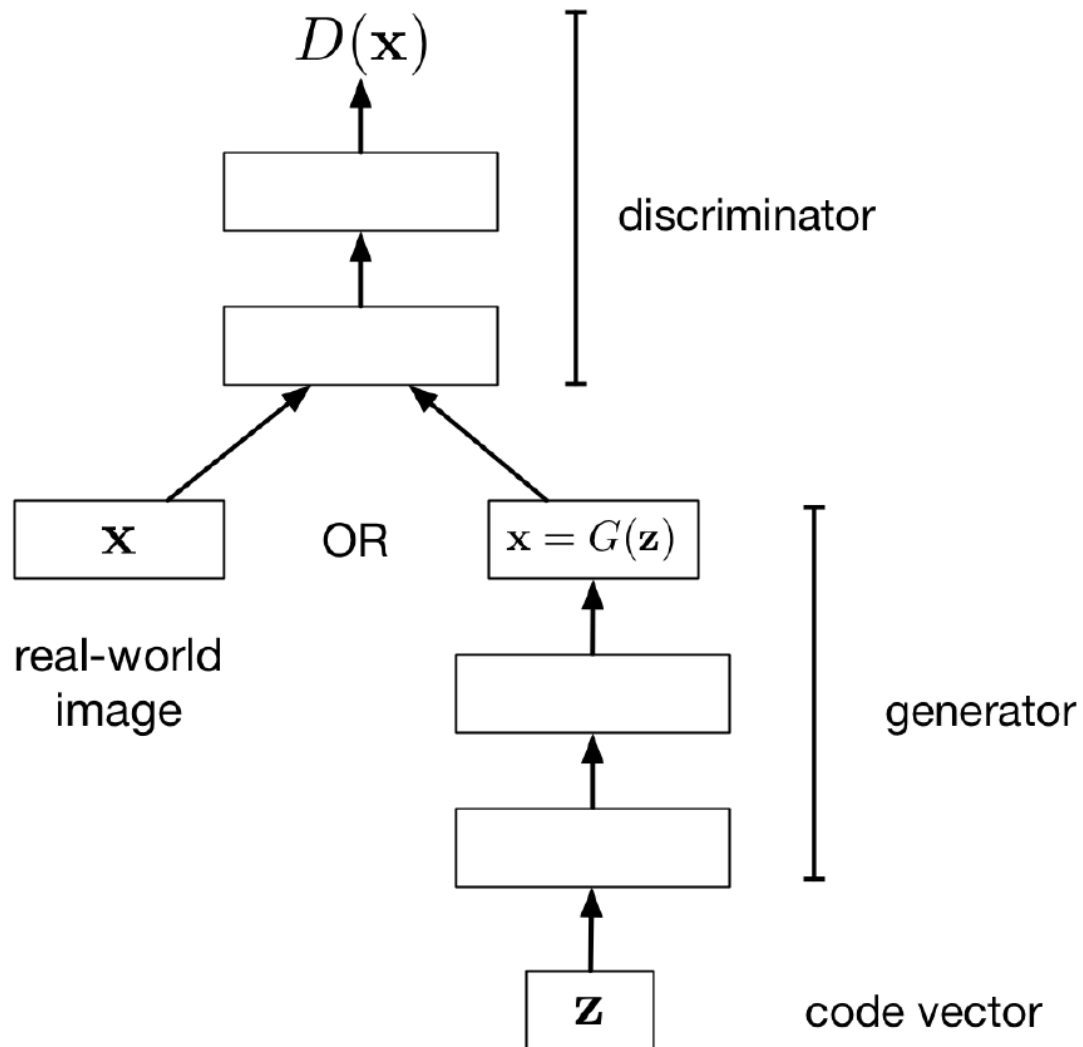 D(x)
discriminator
x
OR
x = G(z)
real-world
image
generator
z
code vector